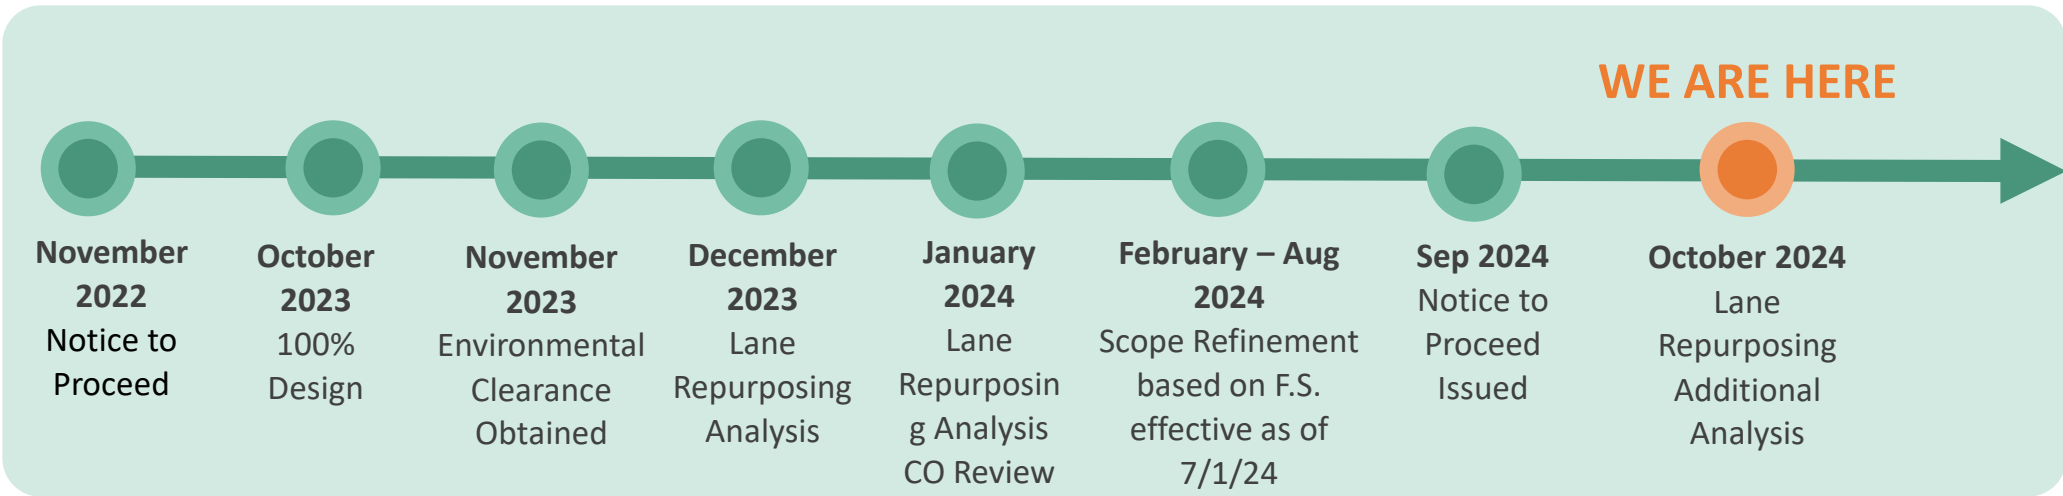 WE ARE HERE
November
2022
Notice to
Proceed
October
2023
100%
Design
November
2023
Environmental
Clearance
Obtained
December
2023
Lane
Repurposing
Analysis
January
2024
Lane
Repurposin
g Analysis
CO Review
February – Aug
2024
Scope Refinement
based on F.S.
effective as of
7/1/24
Sep 2024
Notice to
Proceed
Issued
October 2024
Lane
Repurposing
Additional
Analysis